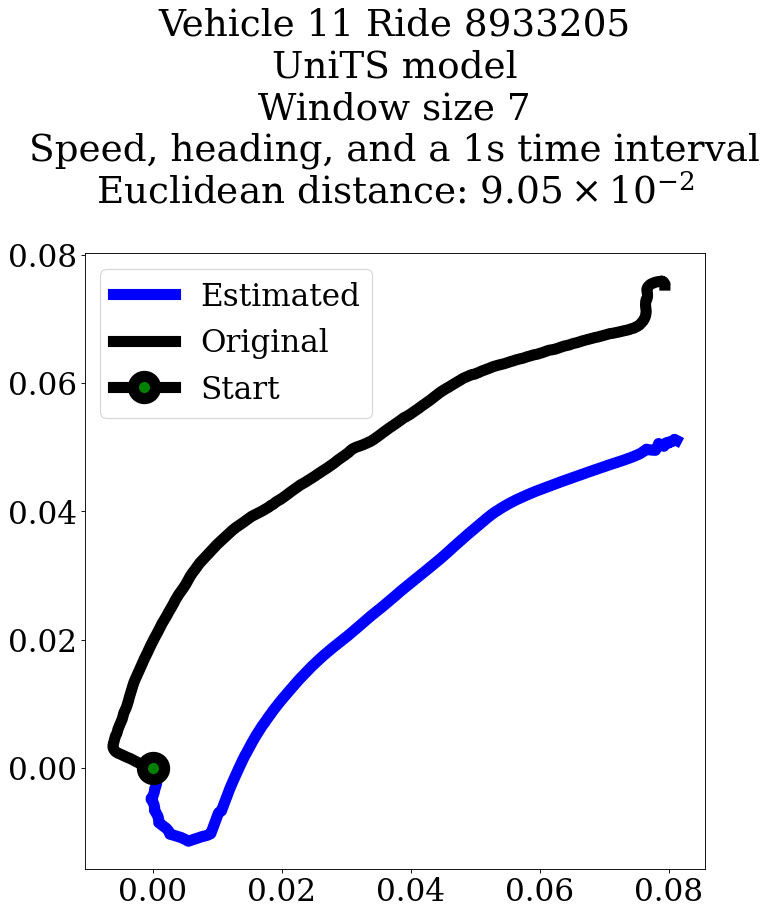 Vehicle 11 Ride 8933205
UniTS model
Window size 7
Speed, heading, and a 1s time interval
Euclidean distance: 9.05 × 10⁻²
0.08
Estimated
Original
Start
0.06
0.04
0.02
0.00
0.00 0.02 0.04 0.06 0.08